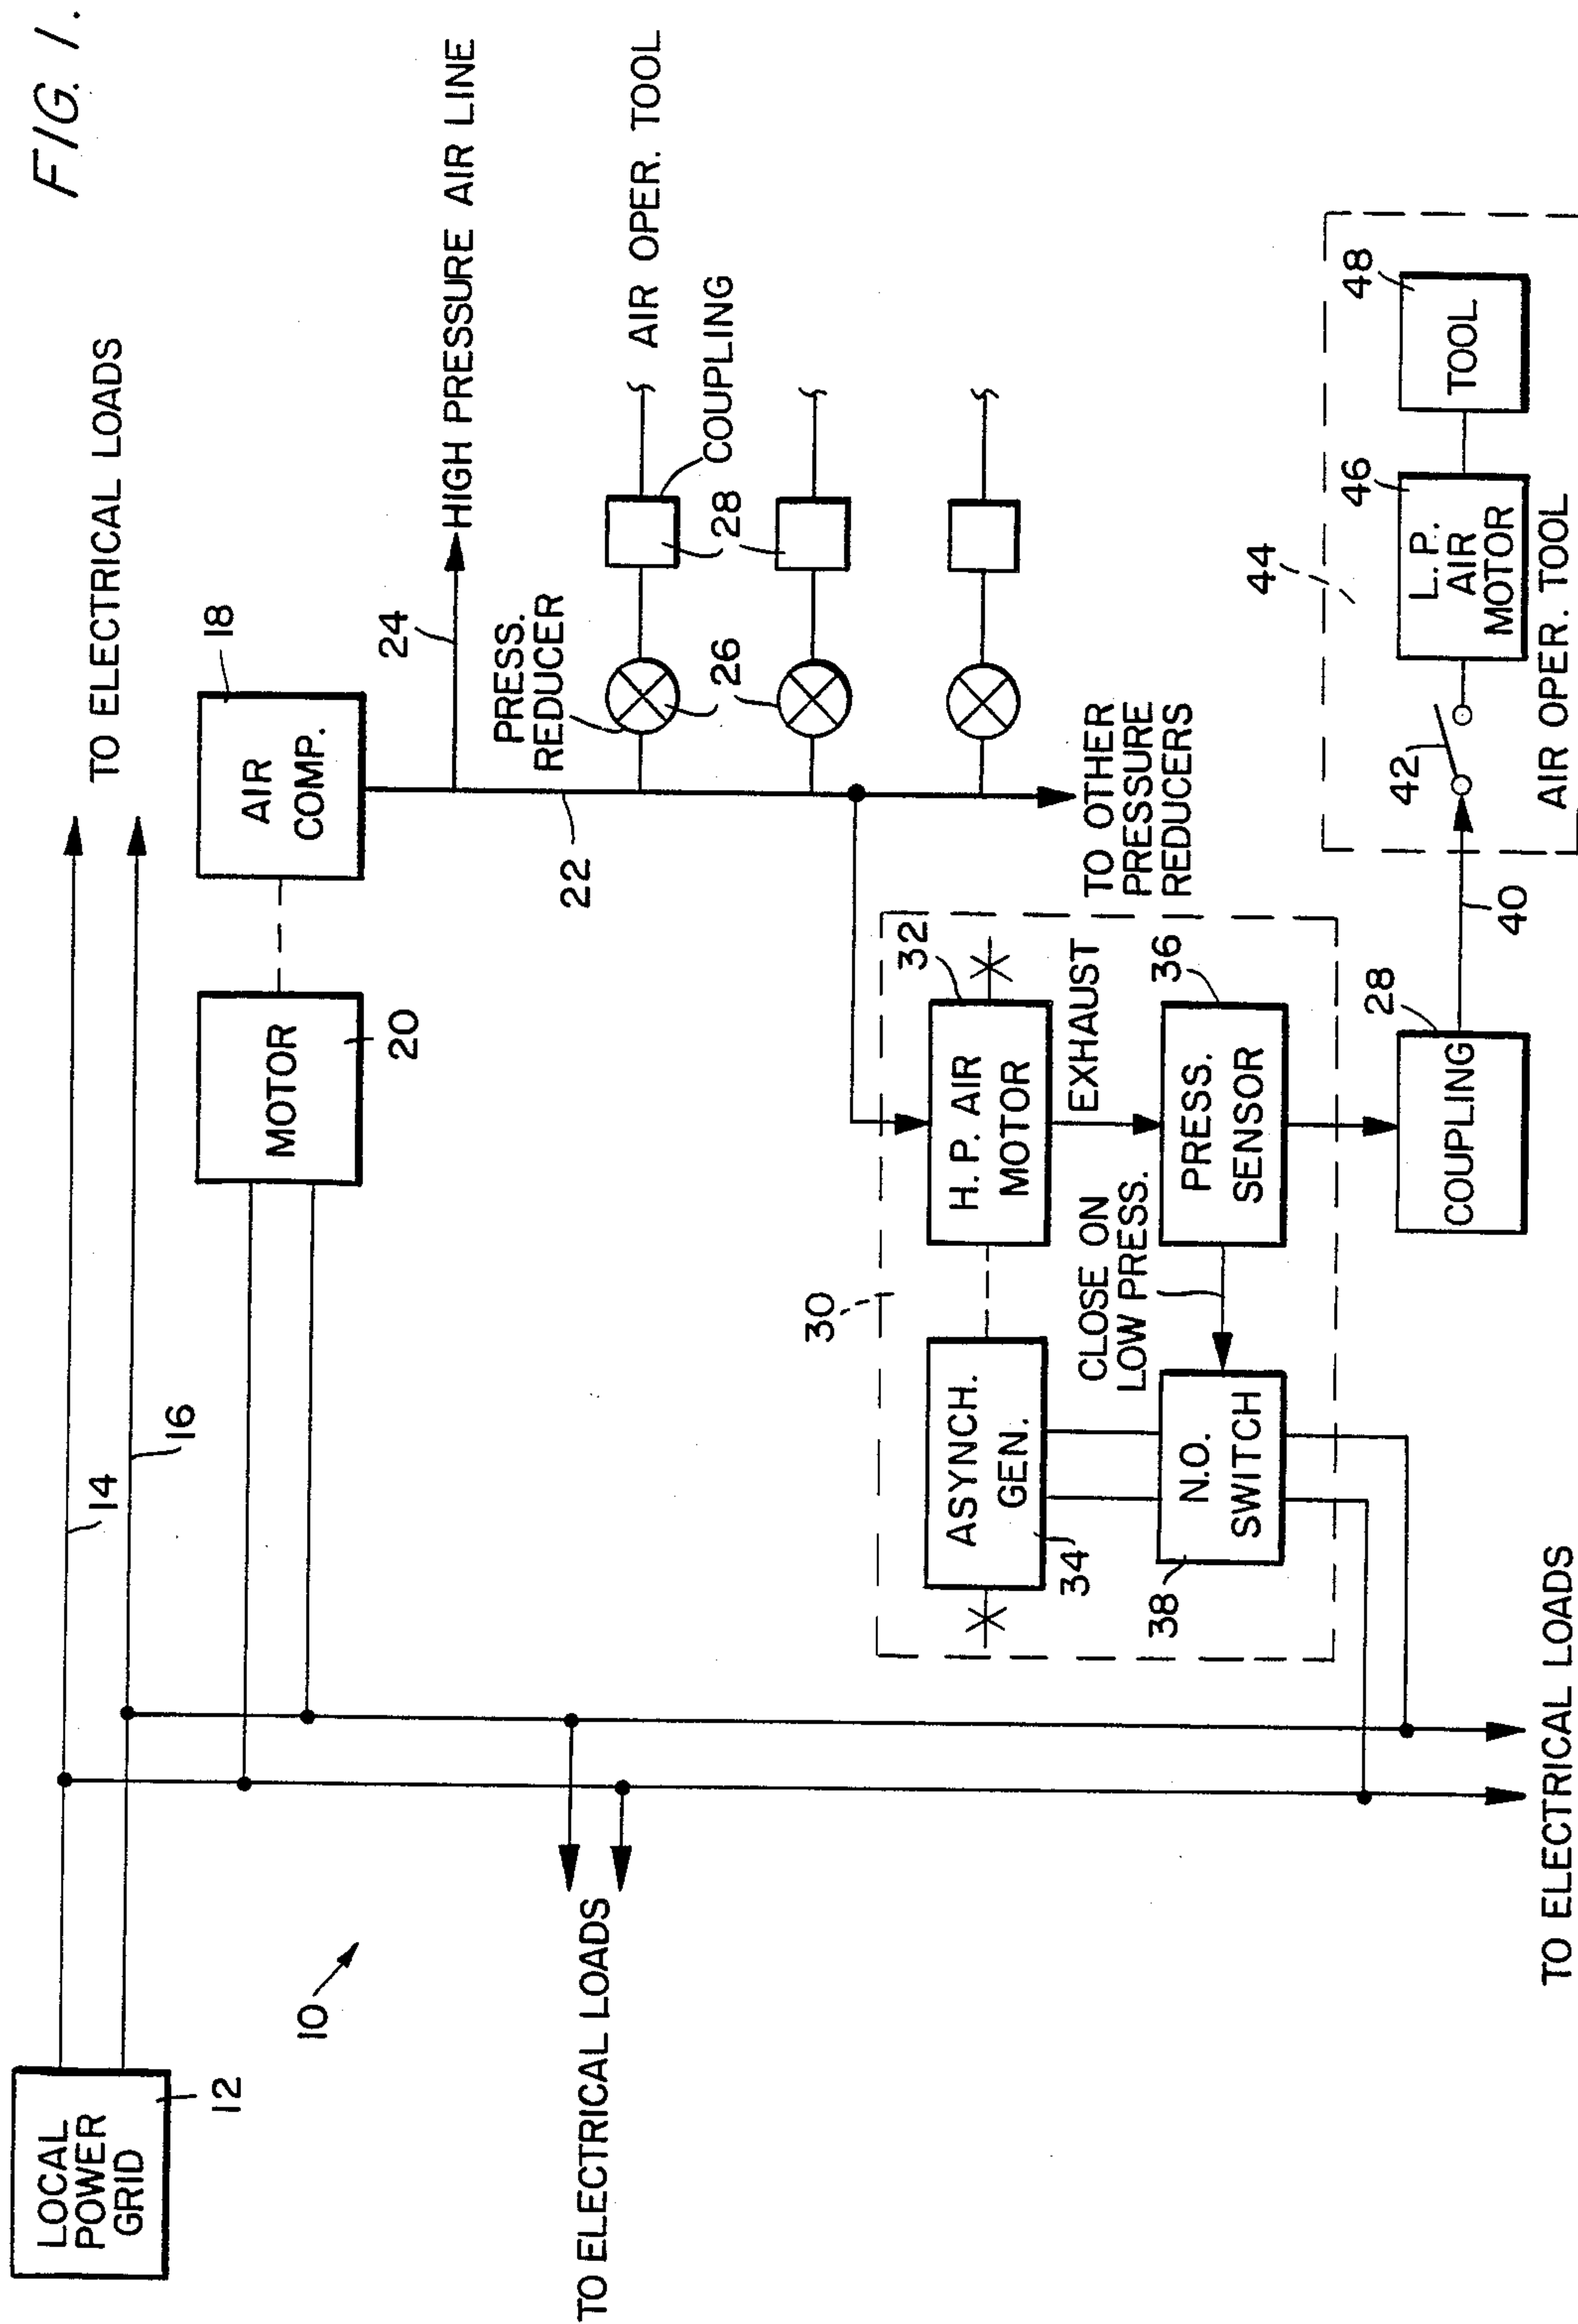 FIG. 1.
TO ELECTRICAL LOADS
LOCAL
POWER
GRID
12
14
16
10
MOTOR
20
AIR
COMP.
18
24
HIGH PRESSURE AIR LINE
22
PRESS.
REDUCER
26
28
COUPLING
AIR OPER. TOOL
TO OTHER
PRESSURE
REDUCERS
TO ELECTRICAL LOADS
30
ASYNCH.
GEN.
34
H.P. AIR
MOTOR
32
EXHAUST
CLOSE ON
LOW PRESS.
N.O.
SWITCH
38
PRESS.
SENSOR
36
COUPLING
28
40
42
44
L.P.
AIR
MOTOR
46
TOOL
48
AIR OPER. TOOL
TO ELECTRICAL LOADS